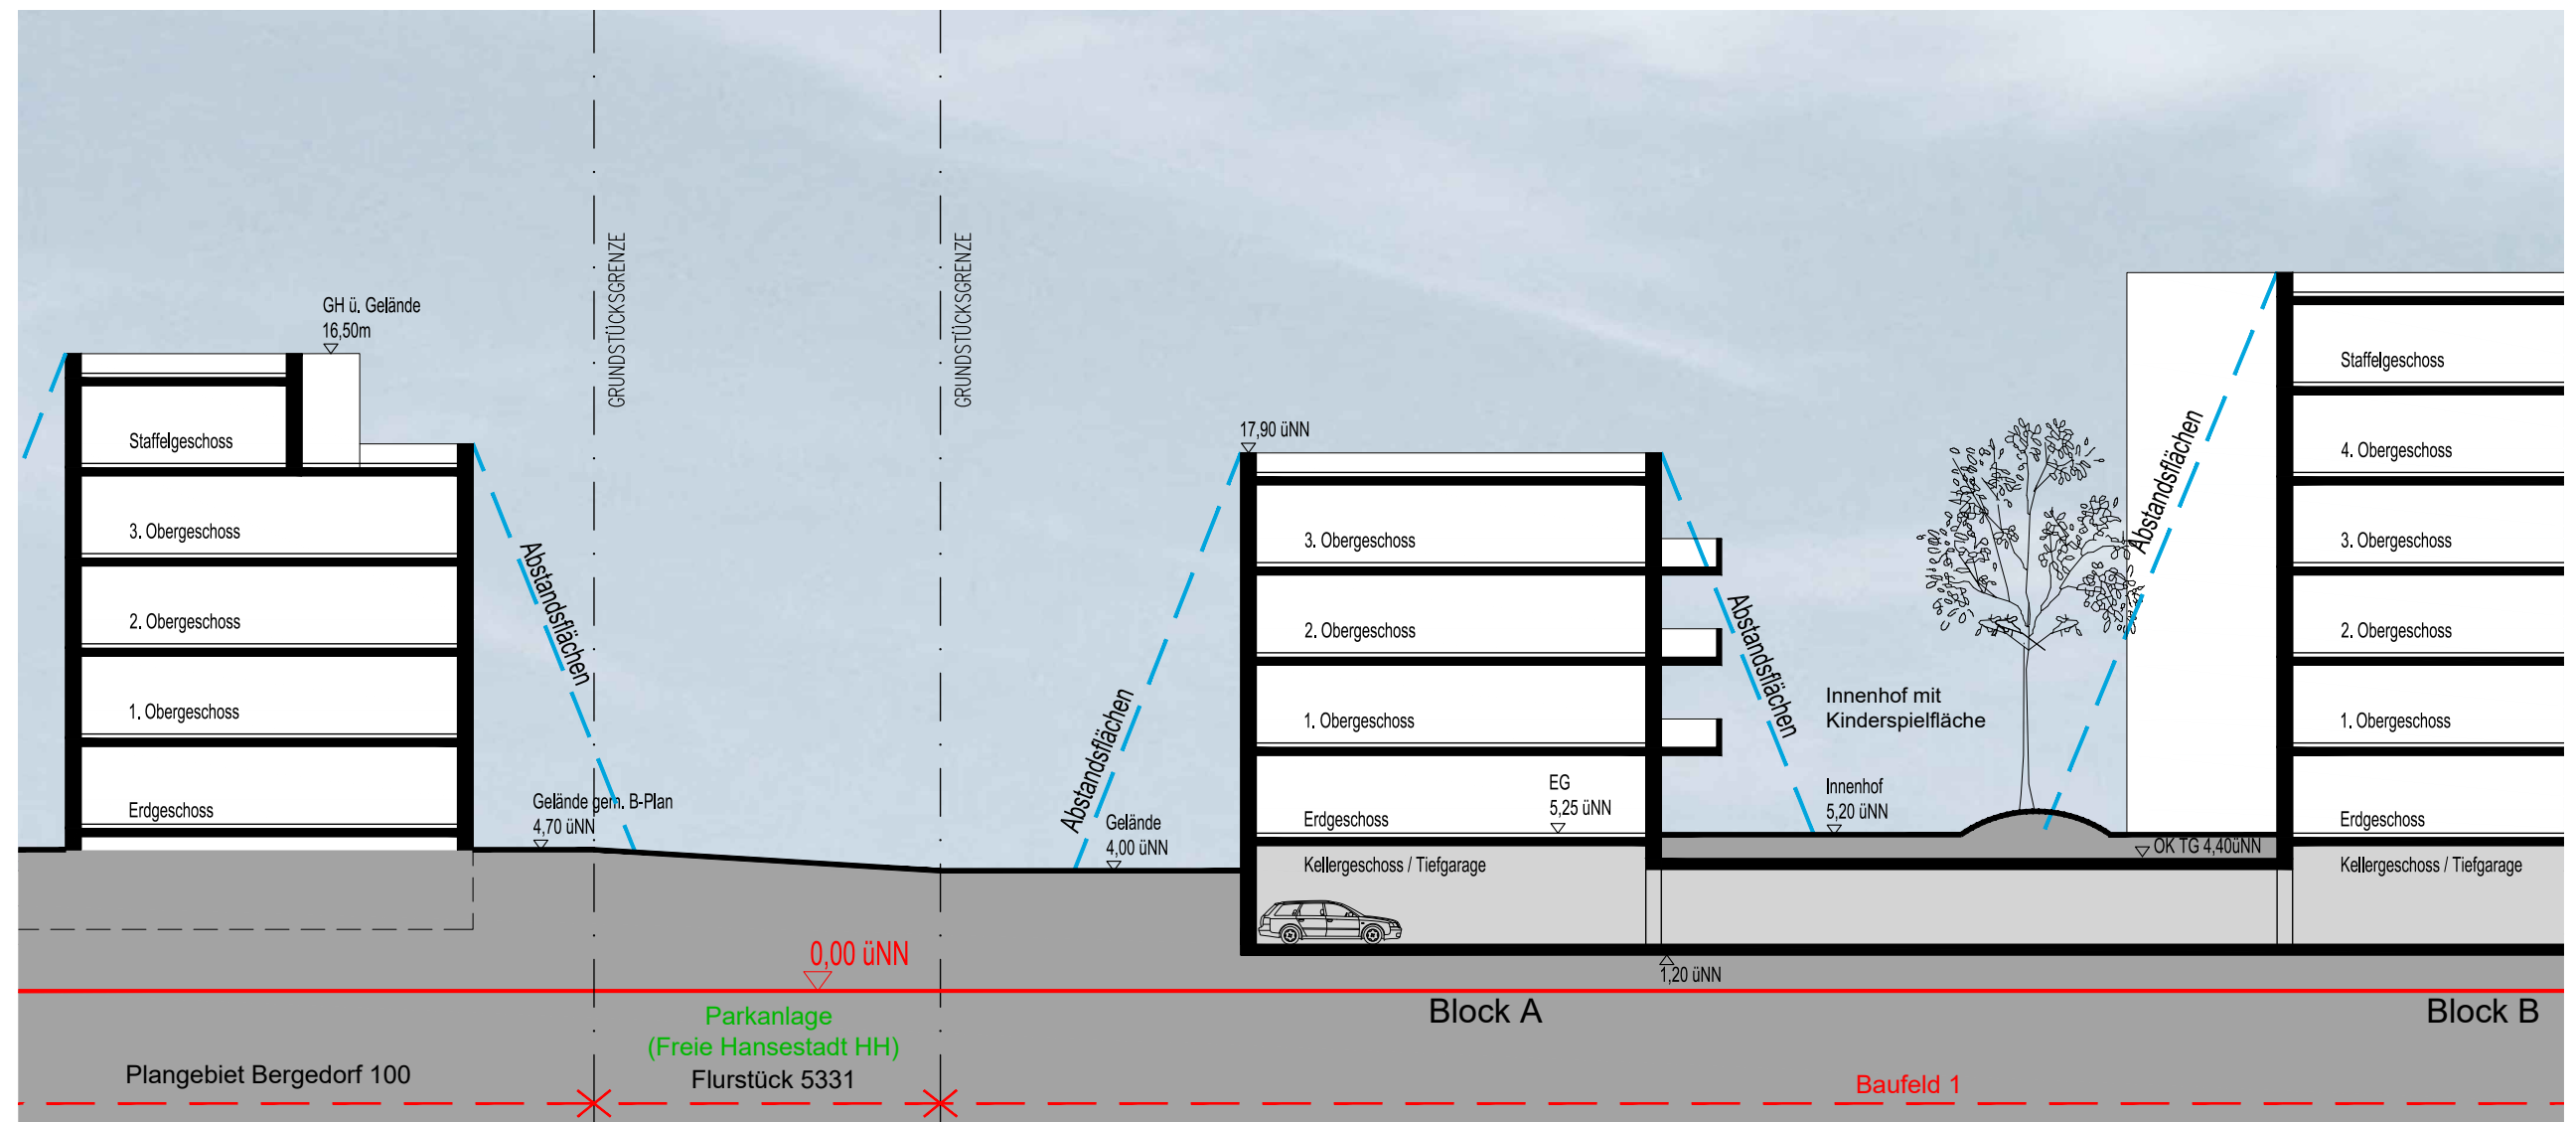 GH ü. Gelände
16,50m
Staffelgeschoss
3. Obergeschoss
2. Obergeschoss
1. Obergeschoss
Erdgeschoss
Abstandsflächen
Gelände gem. B-Plan
4,70 üNN
GRUNDSTÜCKSGRENZE
GRUNDSTÜCKSGRENZE
Abstandsflächen
Gelände
4,00 üNN
17,90 üNN
3. Obergeschoss
2. Obergeschoss
1. Obergeschoss
EG
5,25 üNN
Erdgeschoss
Kellergeschoss / Tiefgarage
Abstandsflächen
Innenhof mit
Kinderspielfläche
Innenhof
5,20 üNN
Abstandsflächen
OK TG 4,40üNN
Staffelgeschoss
4. Obergeschoss
3. Obergeschoss
2. Obergeschoss
1. Obergeschoss
Erdgeschoss
Kellergeschoss / Tiefgarage
0,00 üNN
1,20 üNN
Block A
Block B
Parkanlage
(Freie Hansestadt HH)
Flurstück 5331
Plangebiet Bergedorf 100
Baufeld 1